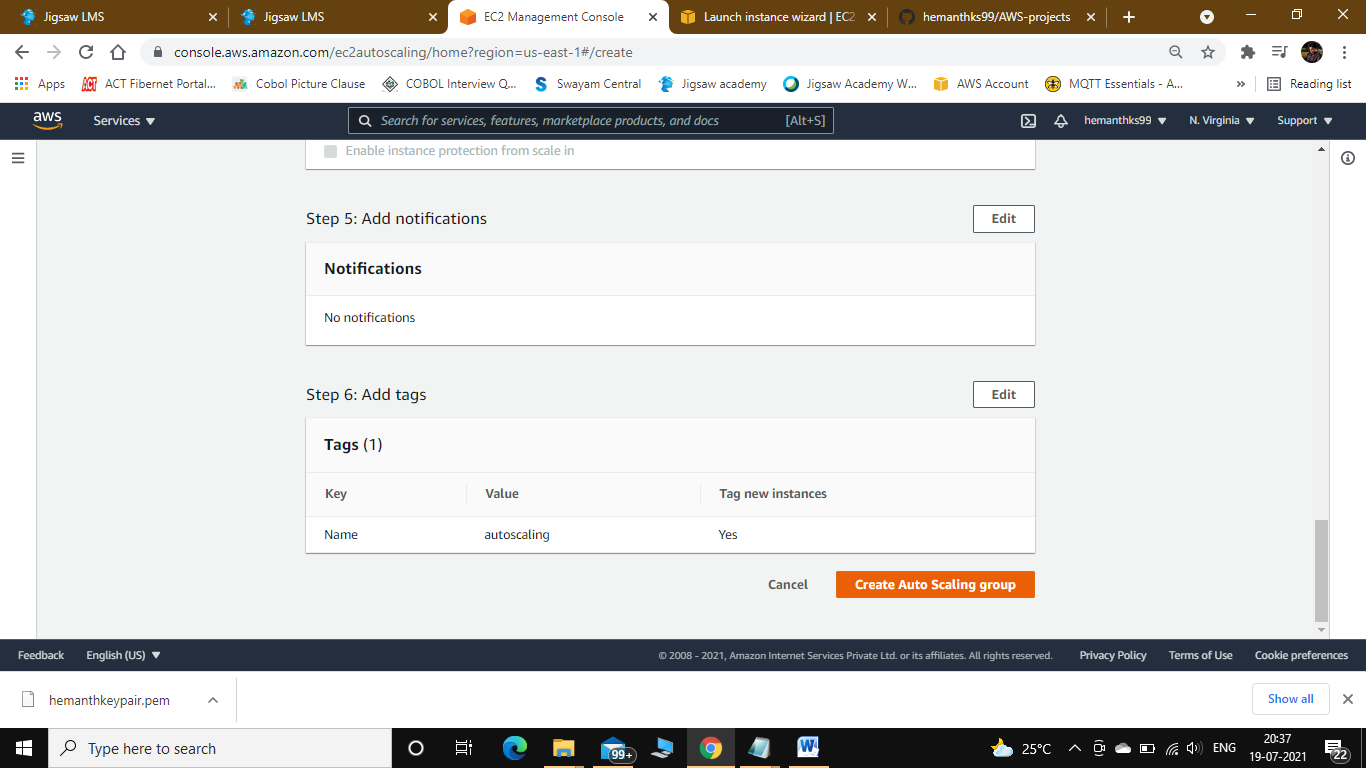 Jigsaw LMS
Jigsaw LMS
EC2 Management Console
Launch instance wizard | EC2
hemanthks99/AWS-projects
console.aws.amazon.com/ec2autoscaling/home?region=us-east-1#/create
Apps
ACT ACT Fibernet Portal...
Cobol Picture Clause
COBOL Interview Q...
Swayam Central
Jigsaw academy
Jigsaw Academy W...
AWS Account
MQTT Essentials - A...
»
Reading list
aws
Services
Search for services, features, marketplace products, and docs
[Alt+S]
hemanthks99
N. Virginia
Support
Enable instance protection from scale in
Step 5: Add notifications
Edit
Notifications
No notifications
Step 6: Add tags
Edit
Tags (1)
Key Value Tag new instances
Name autoscaling Yes
Cancel
Create Auto Scaling group
Feedback
English (US)
© 2008 - 2021, Amazon Internet Services Private Ltd. or its affiliates. All rights reserved.
Privacy Policy
Terms of Use
Cookie preferences
hemanthkeypair.pem
Show all
Type here to search
99+
25°C
ENG
20:37
19-07-2021
22